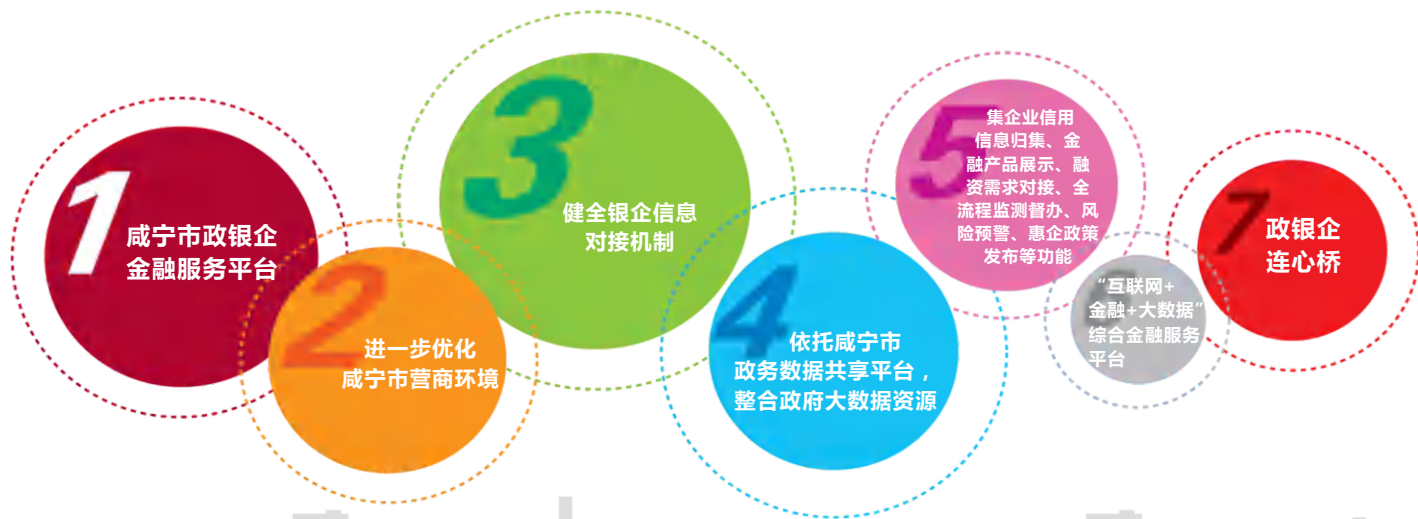 1
咸宁市政银企
金融服务平台
2
进一步优化
咸宁市营商环境
3
健全银企信息
对接机制
4
依托咸宁市
政务数据共享平台，
整合政府大数据资源
5
集企业信用
信息归集、金
融产品展示、融
资需求对接、全
流程监测督办、风
险预警、惠企政策
发布等功能
6
“互联网+
金融+大数据”
综合金融服务
平台
7
政银企
连心桥